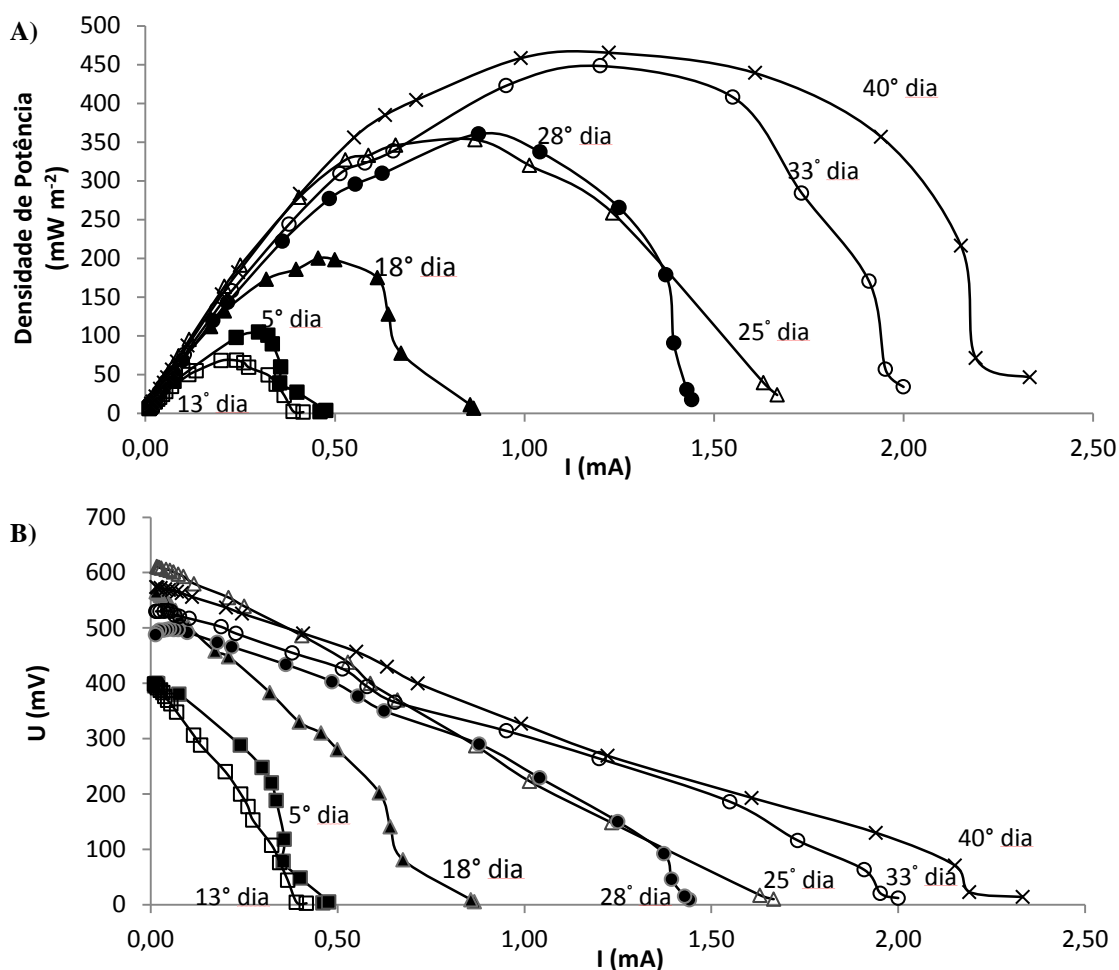 A)
Densidade de Potência
(mW m-2)
500
450
400
350
300
250
200
150
100
50
0
40° dia
28° dia
33° dia
18° dia
5° dia
25° dia
13° dia
0,00 0,50 1,00 1,50 2,00 2,50
I (mA)
B)
U (mV)
700
600
500
400
300
200
100
0
5° dia
40° dia
18° dia
25° dia
33° dia
13° dia
28° dia
0,00 0,50 1,00 1,50 2,00 2,50
I (mA)